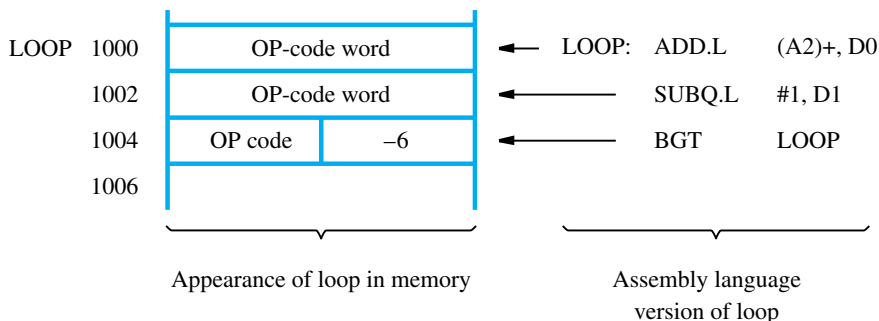 LOOP 1000 OP-code word LOOP: ADD.L (A2)+, D0
1002 OP-code word SUBQ.L #1, D1
1004 OP code –6 BGT LOOP
1006
Appearance of loop in memory
Assembly language
version of loop